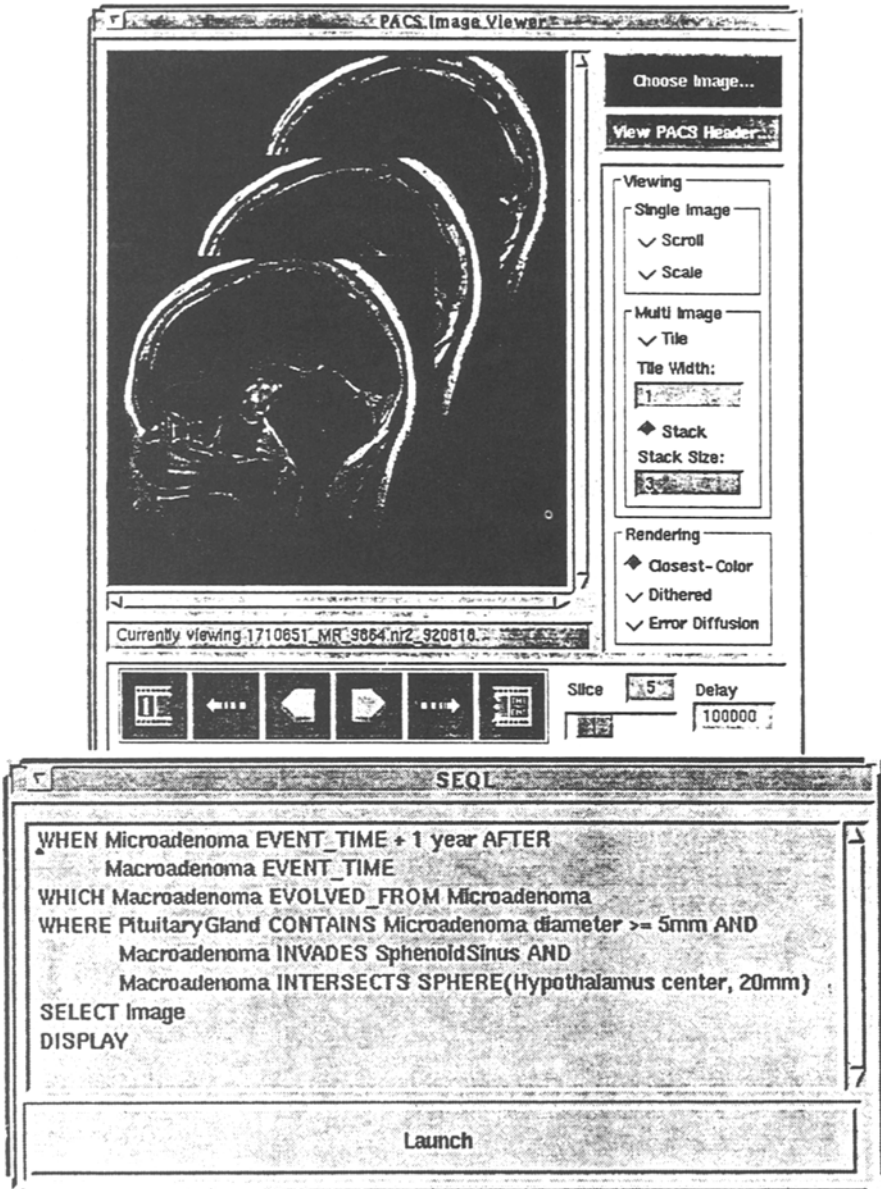 PACS Image Viewer
Choose Image...
View PACS Header...
Viewing
Single Image
Scroll
Scale
Multi Image
Tile
Tile Width:
1
Stack
Stack Size:
3
Rendering
Closest-Color
Dithered
Error Diffusion
Currently viewing 1710651_MR_9864.nr2_920818.
Slice
5
Delay
100000
SEQL
WHEN Microadenoma EVENT_TIME + 1 year AFTER
Macroadenoma EVENT_TIME
WHICH Macroadenoma EVOLVED_FROM Microadenoma
WHERE PituitaryGland CONTAINS Microadenoma diameter >= 5mm AND
Macroadenoma INVADES SphenoidSinus AND
Macroadenoma INTERSECTS SPHERE(Hypothalamus center, 20mm)
SELECT Image
DISPLAY
Launch